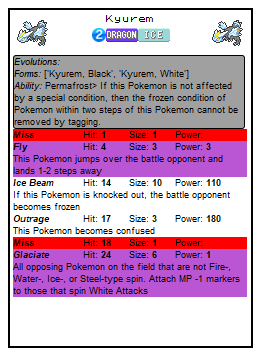 Kyurem
2 DRAGON ICE
Evolutions:
Forms: ['Kyurem, Black', 'Kyurem, White']
Ability: Permafrost> If this Pokemon is not affected
by a special condition, then the frozen condition of
Pokemon within two steps of this Pokemon cannot be
removed by tagging.
Miss Hit: 1 Size: 1 Power:
Fly Hit: 4 Size: 3 Power: 3
This Pokemon jumps over the battle opponent and
lands 1-2 steps away
Ice Beam Hit: 14 Size: 10 Power: 110
If this Pokemon is knocked out, the battle opponent
becomes frozen
Outrage Hit: 17 Size: 3 Power: 180
This Pokemon becomes confused
Miss Hit: 18 Size: 1 Power:
Glaciate Hit: 24 Size: 6 Power: 1
All opposing Pokemon on the field that are not Fire-,
Water-, Ice-, or Steel-type spin. Attach MP -1 markers
to those that spin White Attacks